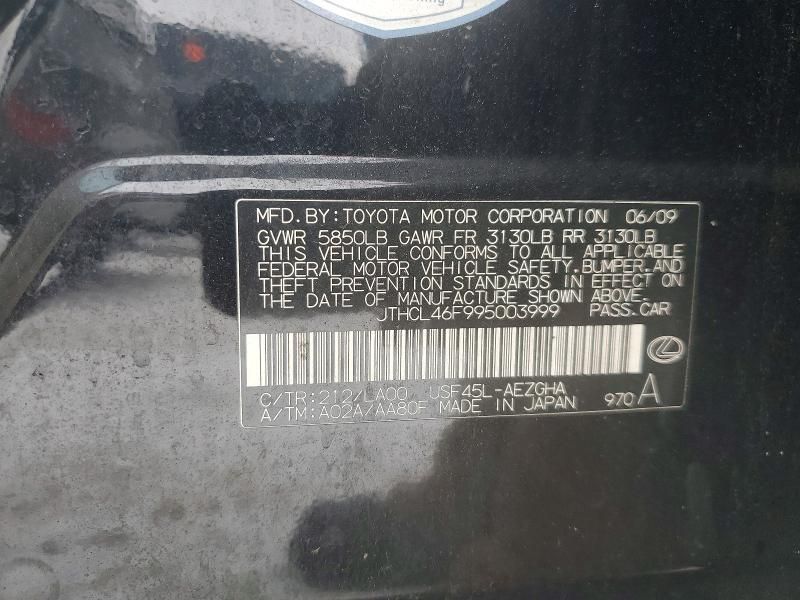 MFD.BY:TOYOTA MOTOR CORPORATION 06/09
GVWR 5850LB GAWR FR 3130LB RR 3130LB
THIS VEHICLE CONFORMS TO ALL APPLICABLE
FEDERAL MOTOR VEHICLE SAFETY,BUMPER,AND
THEFT PREVENTION STANDARDS IN EFFECT ON
THE DATE OF MANUFACTURE SHOWN ABOVE.
JTHCL46F995003999 PASS.CAR
C/TR:212/LA00 USF45L-AEZGHA
A/TM:A02A/AA80F MADE IN JAPAN 970 A